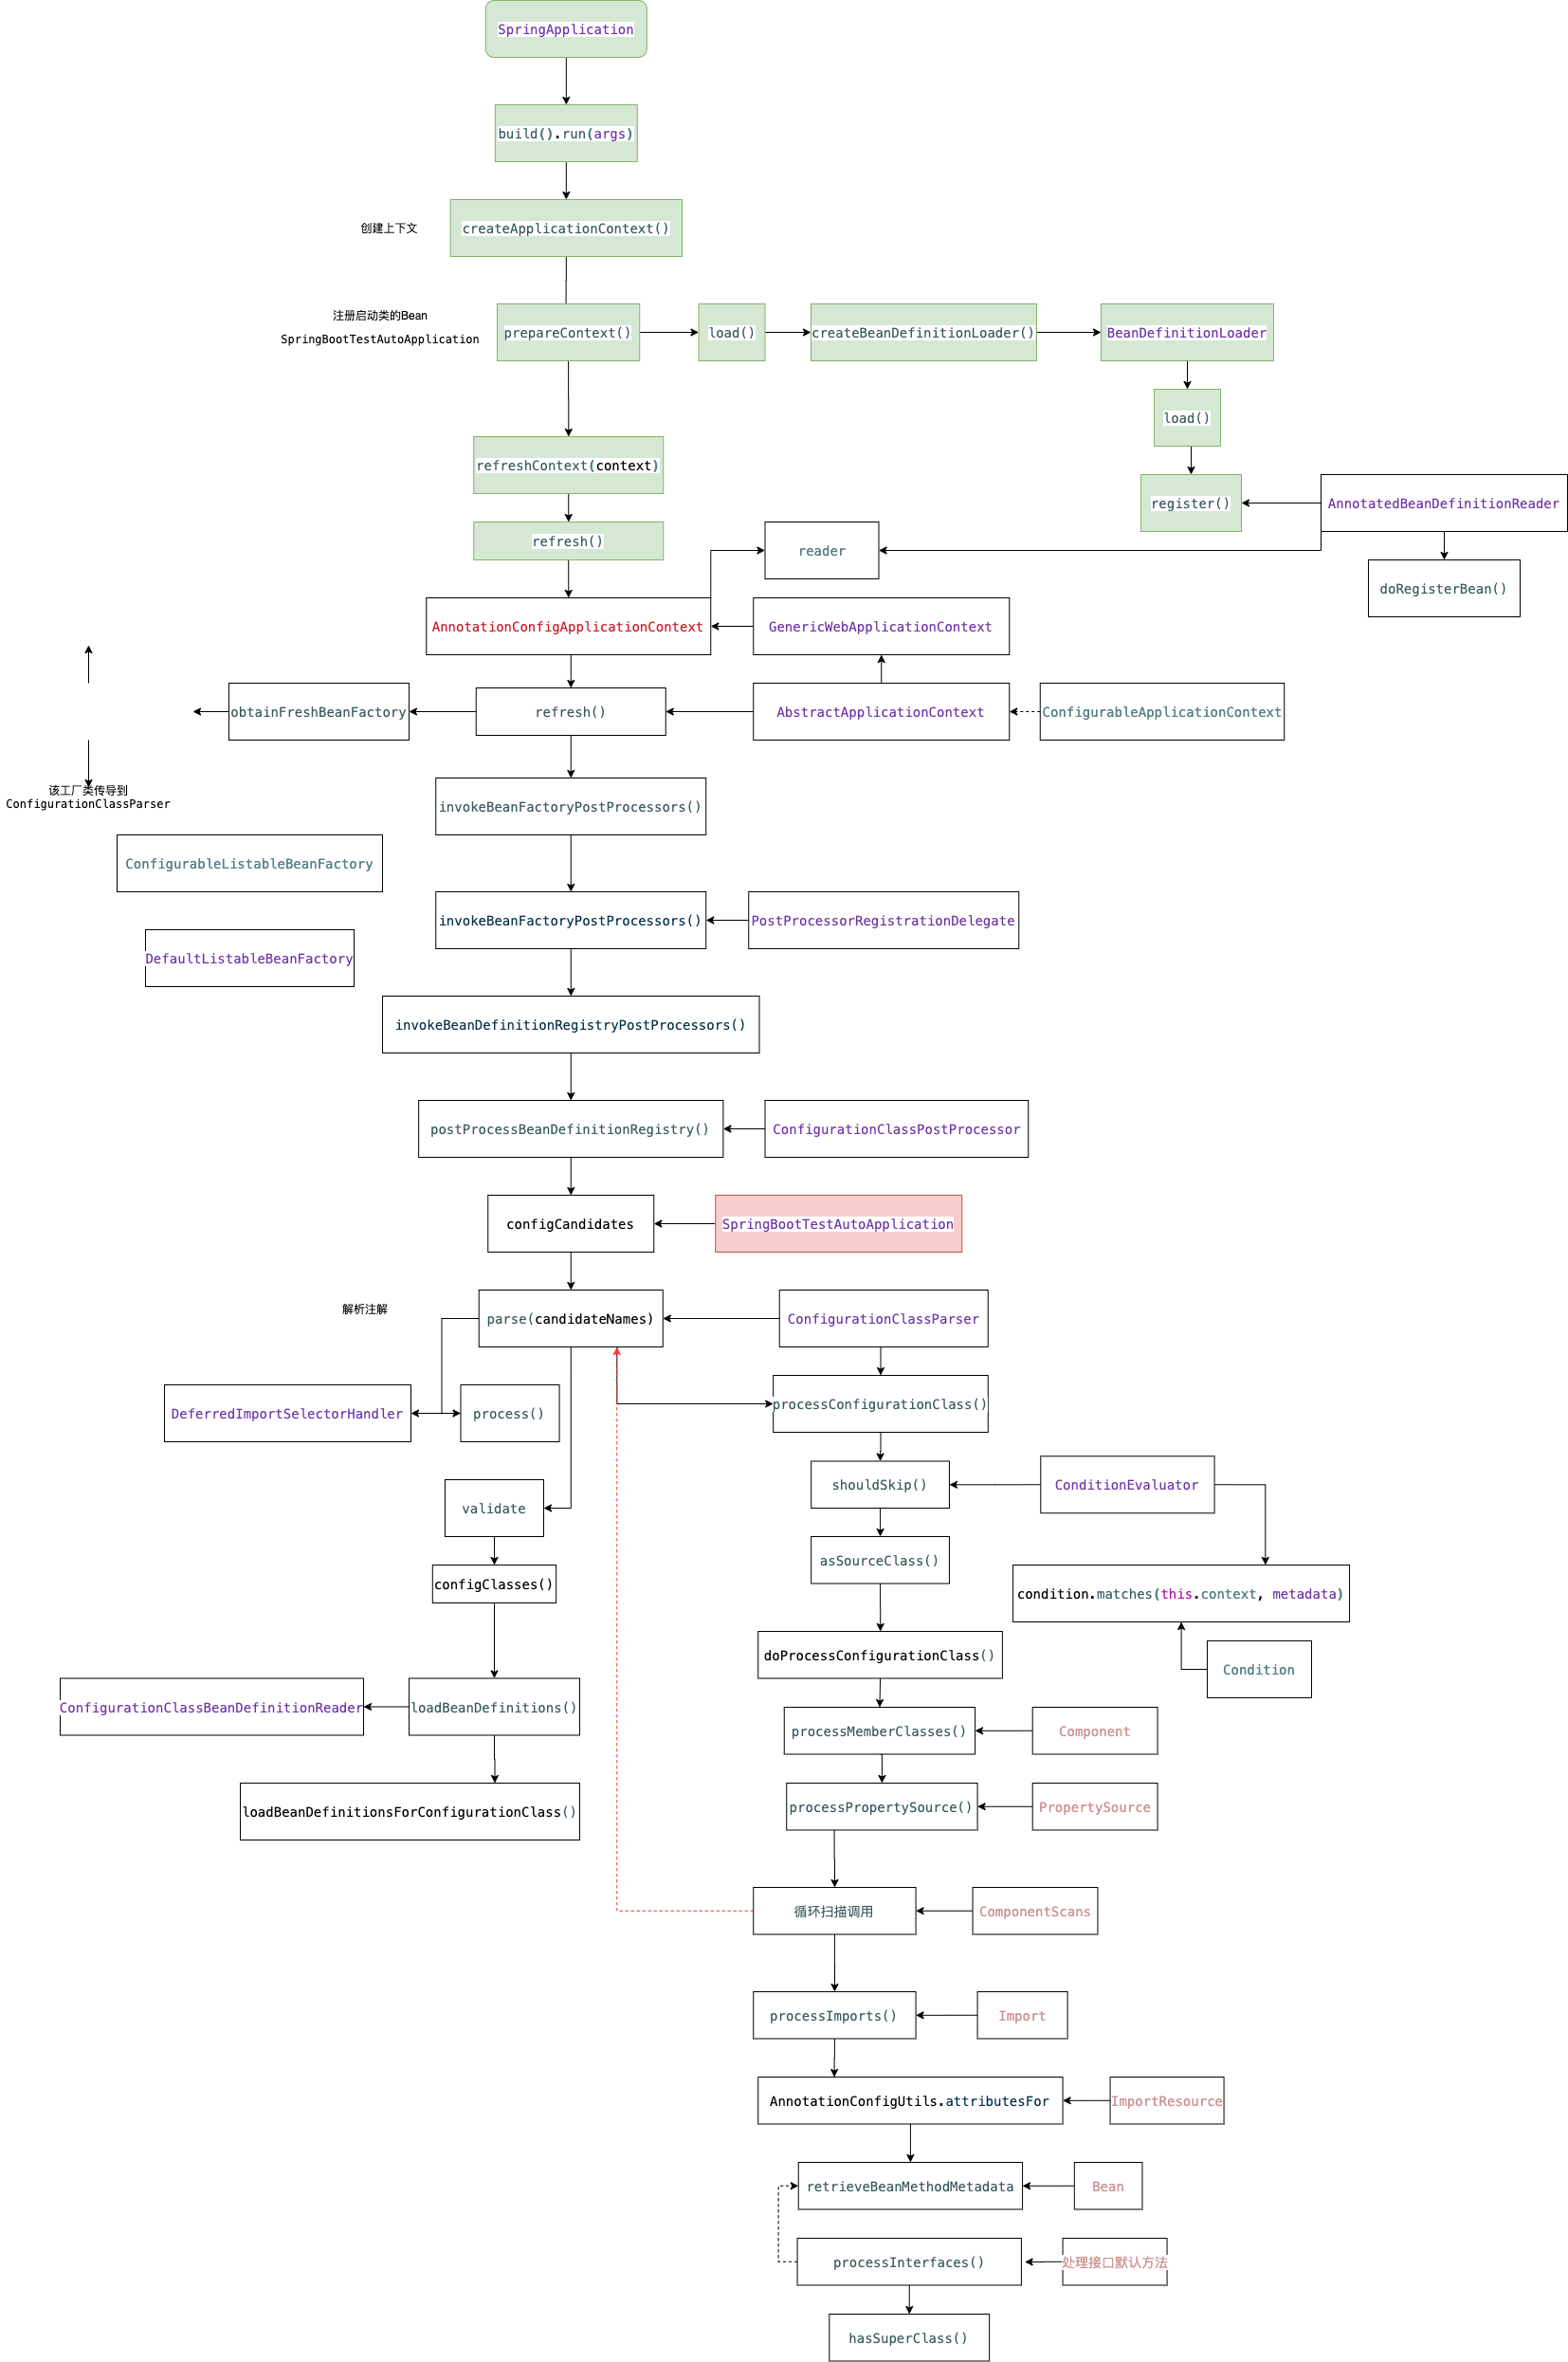 SpringApplication
build().run(args)
创建上下文
createApplicationContext()
注册启动类的Bean
SpringBootTestAutoApplication
prepareContext()
load()
createBeanDefinitionLoader()
BeanDefinitionLoader
load()
refreshContext(context)
register()
AnnotatedBeanDefinitionReader
refresh()
reader
doRegisterBean()
AnnotationConfigApplicationContext
GenericWebApplicationContext
obtainFreshBeanFactory
refresh()
AbstractApplicationContext
ConfigurableApplicationContext
该工厂类传导到
ConfigurationClassParser
invokeBeanFactoryPostProcessors()
ConfigurableListableBeanFactory
invokeBeanFactoryPostProcessors()
PostProcessorRegistrationDelegate
DefaultListableBeanFactory
invokeBeanDefinitionRegistryPostProcessors()
postProcessBeanDefinitionRegistry()
ConfigurationClassPostProcessor
configCandidates
SpringBootTestAutoApplication
解析注解
parse(candidateNames)
ConfigurationClassParser
DeferredImportSelectorHandler
process()
processConfigurationClass()
shouldSkip()
ConditionEvaluator
validate
asSourceClass()
configClasses()
condition.matches(this.context, metadata)
doProcessConfigurationClass()
Condition
ConfigurationClassBeanDefinitionReader
loadBeanDefinitions()
processMemberClasses()
Component
loadBeanDefinitionsForConfigurationClass()
processPropertySource()
PropertySource
循环扫描调用
ComponentScans
processImports()
Import
AnnotationConfigUtils.attributesFor
ImportResource
retrieveBeanMethodMetadata
Bean
processInterfaces()
处理接口默认方法
hasSuperClass()